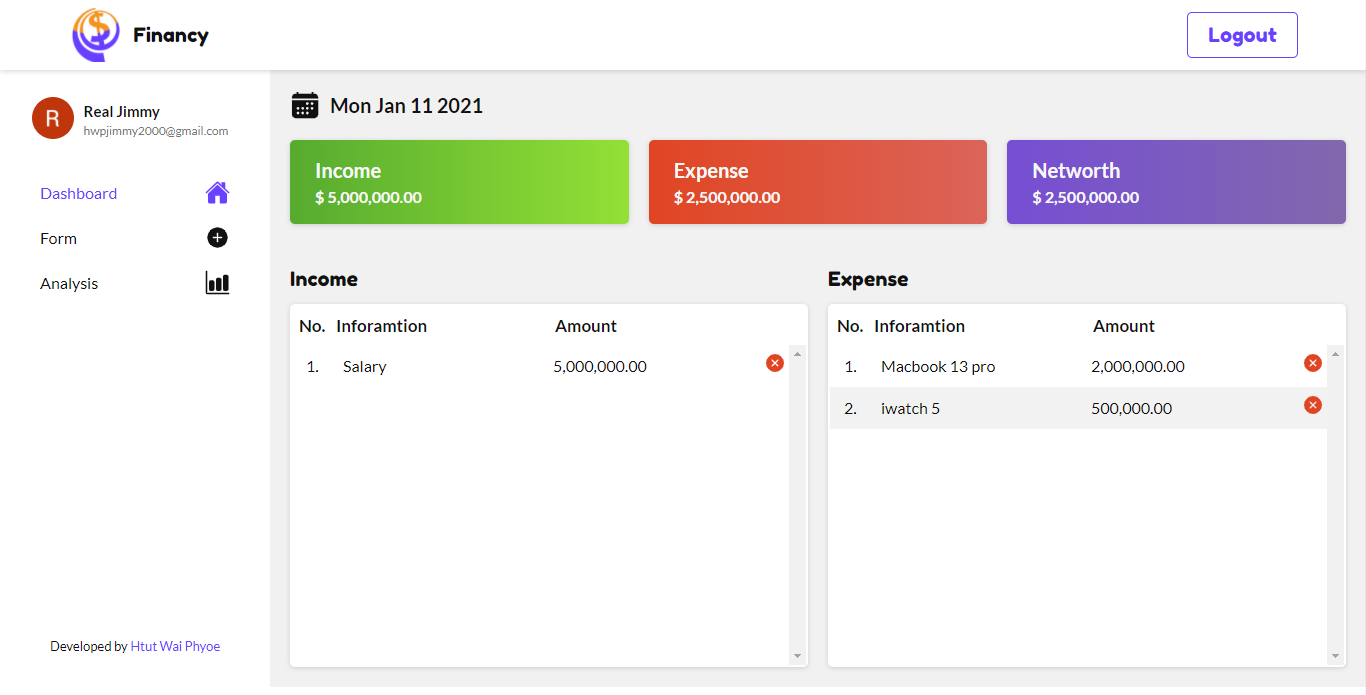 Financy
Logout
R
Real Jimmy
hwpjimmy2000@gmail.com
Dashboard
Form
Analysis
Developed by Htut Wai Phyoe
Mon Jan 11 2021
Income
$ 5,000,000.00
Expense
$ 2,500,000.00
Networth
$ 2,500,000.00
Income
No. Inforamtion Amount
1. Salary 5,000,000.00
Expense
No. Inforamtion Amount
1. Macbook 13 pro 2,000,000.00
2. iwatch 5 500,000.00